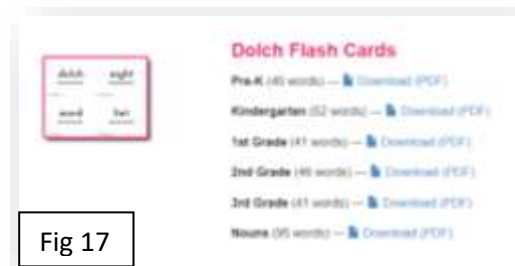 Dolch Flash Cards
dolch sight
word list
Pre-K (40 words) — Download (PDF)
Kindergarten (52 words) — Download (PDF)
1st Grade (41 words) — Download (PDF)
2nd Grade (46 words) — Download (PDF)
3rd Grade (41 words) — Download (PDF)
Nouns (95 words) — Download (PDF)
Fig 17